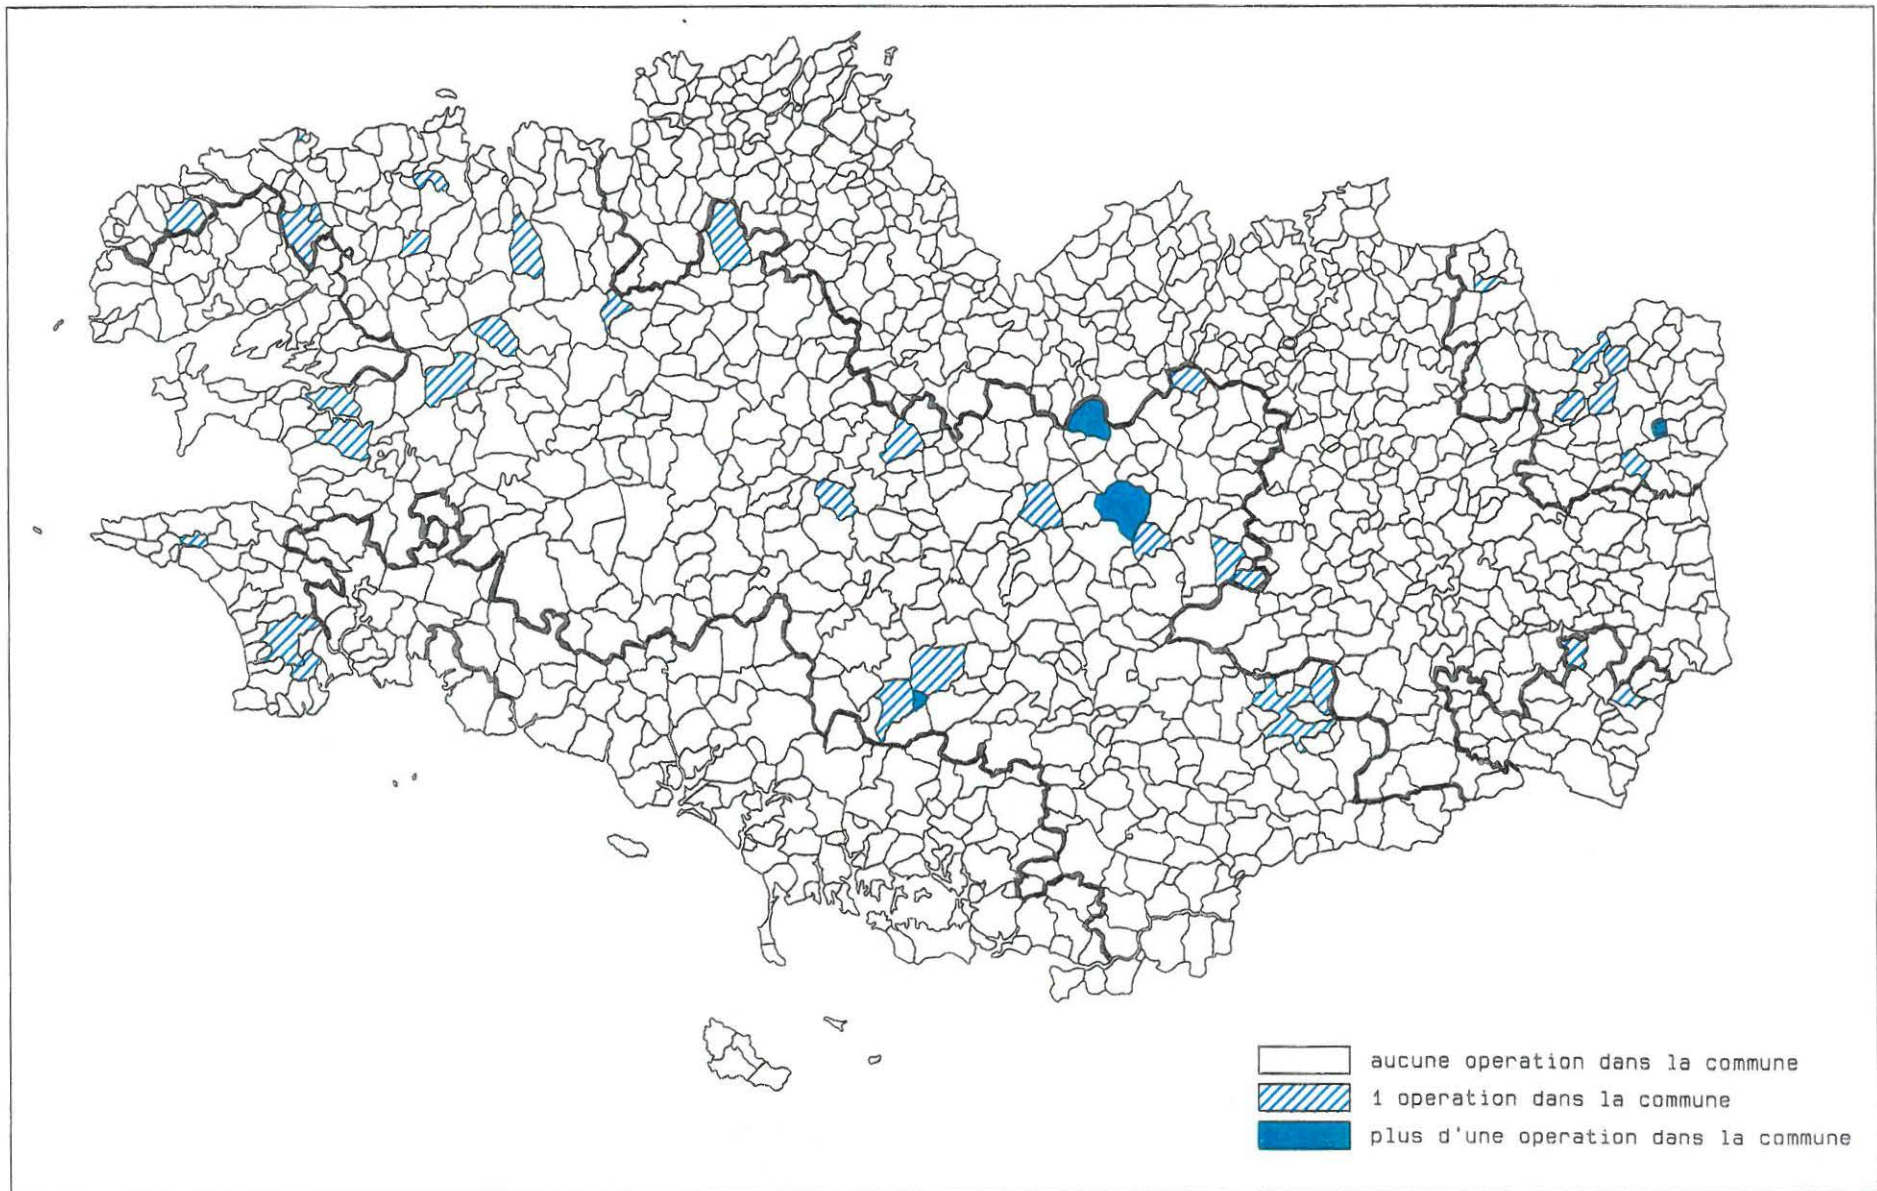 aucune operation dans la commune
1 operation dans la commune
plus d'une operation dans la commune